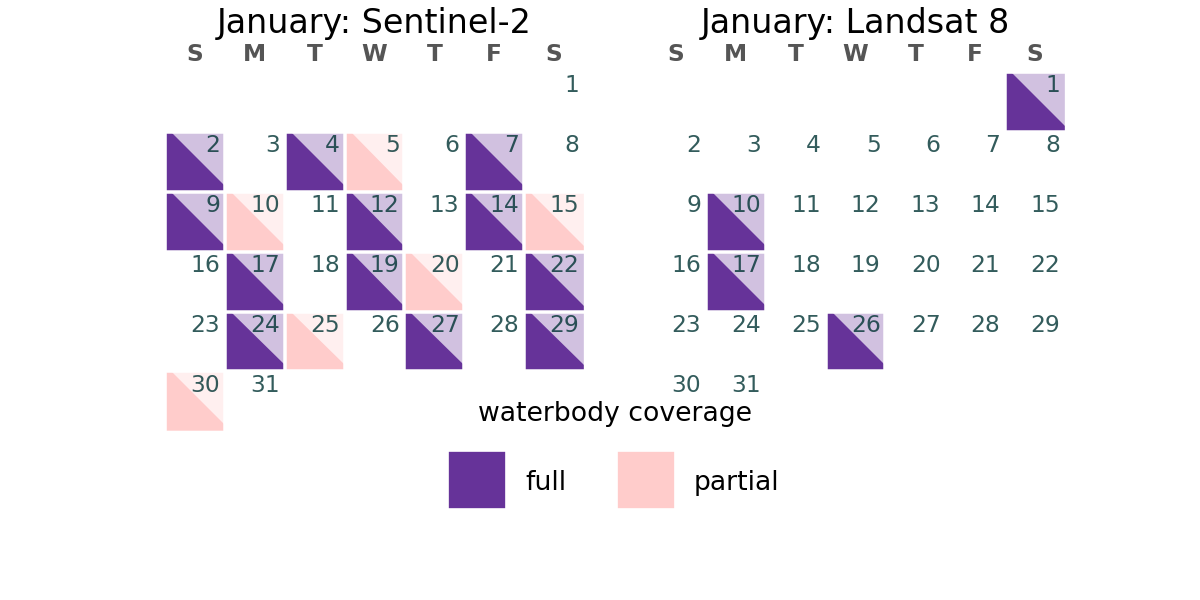 January: Sentinel-2
S M T W T F S
1
2 3 4 5 6 7 8
9 10 11 12 13 14 15
16 17 18 19 20 21 22
23 24 25 26 27 28 29
30 31
January: Landsat 8
S M T W T F S
1
2 3 4 5 6 7 8
9 10 11 12 13 14 15
16 17 18 19 20 21 22
23 24 25 26 27 28 29
30 31
waterbody coverage
full partial